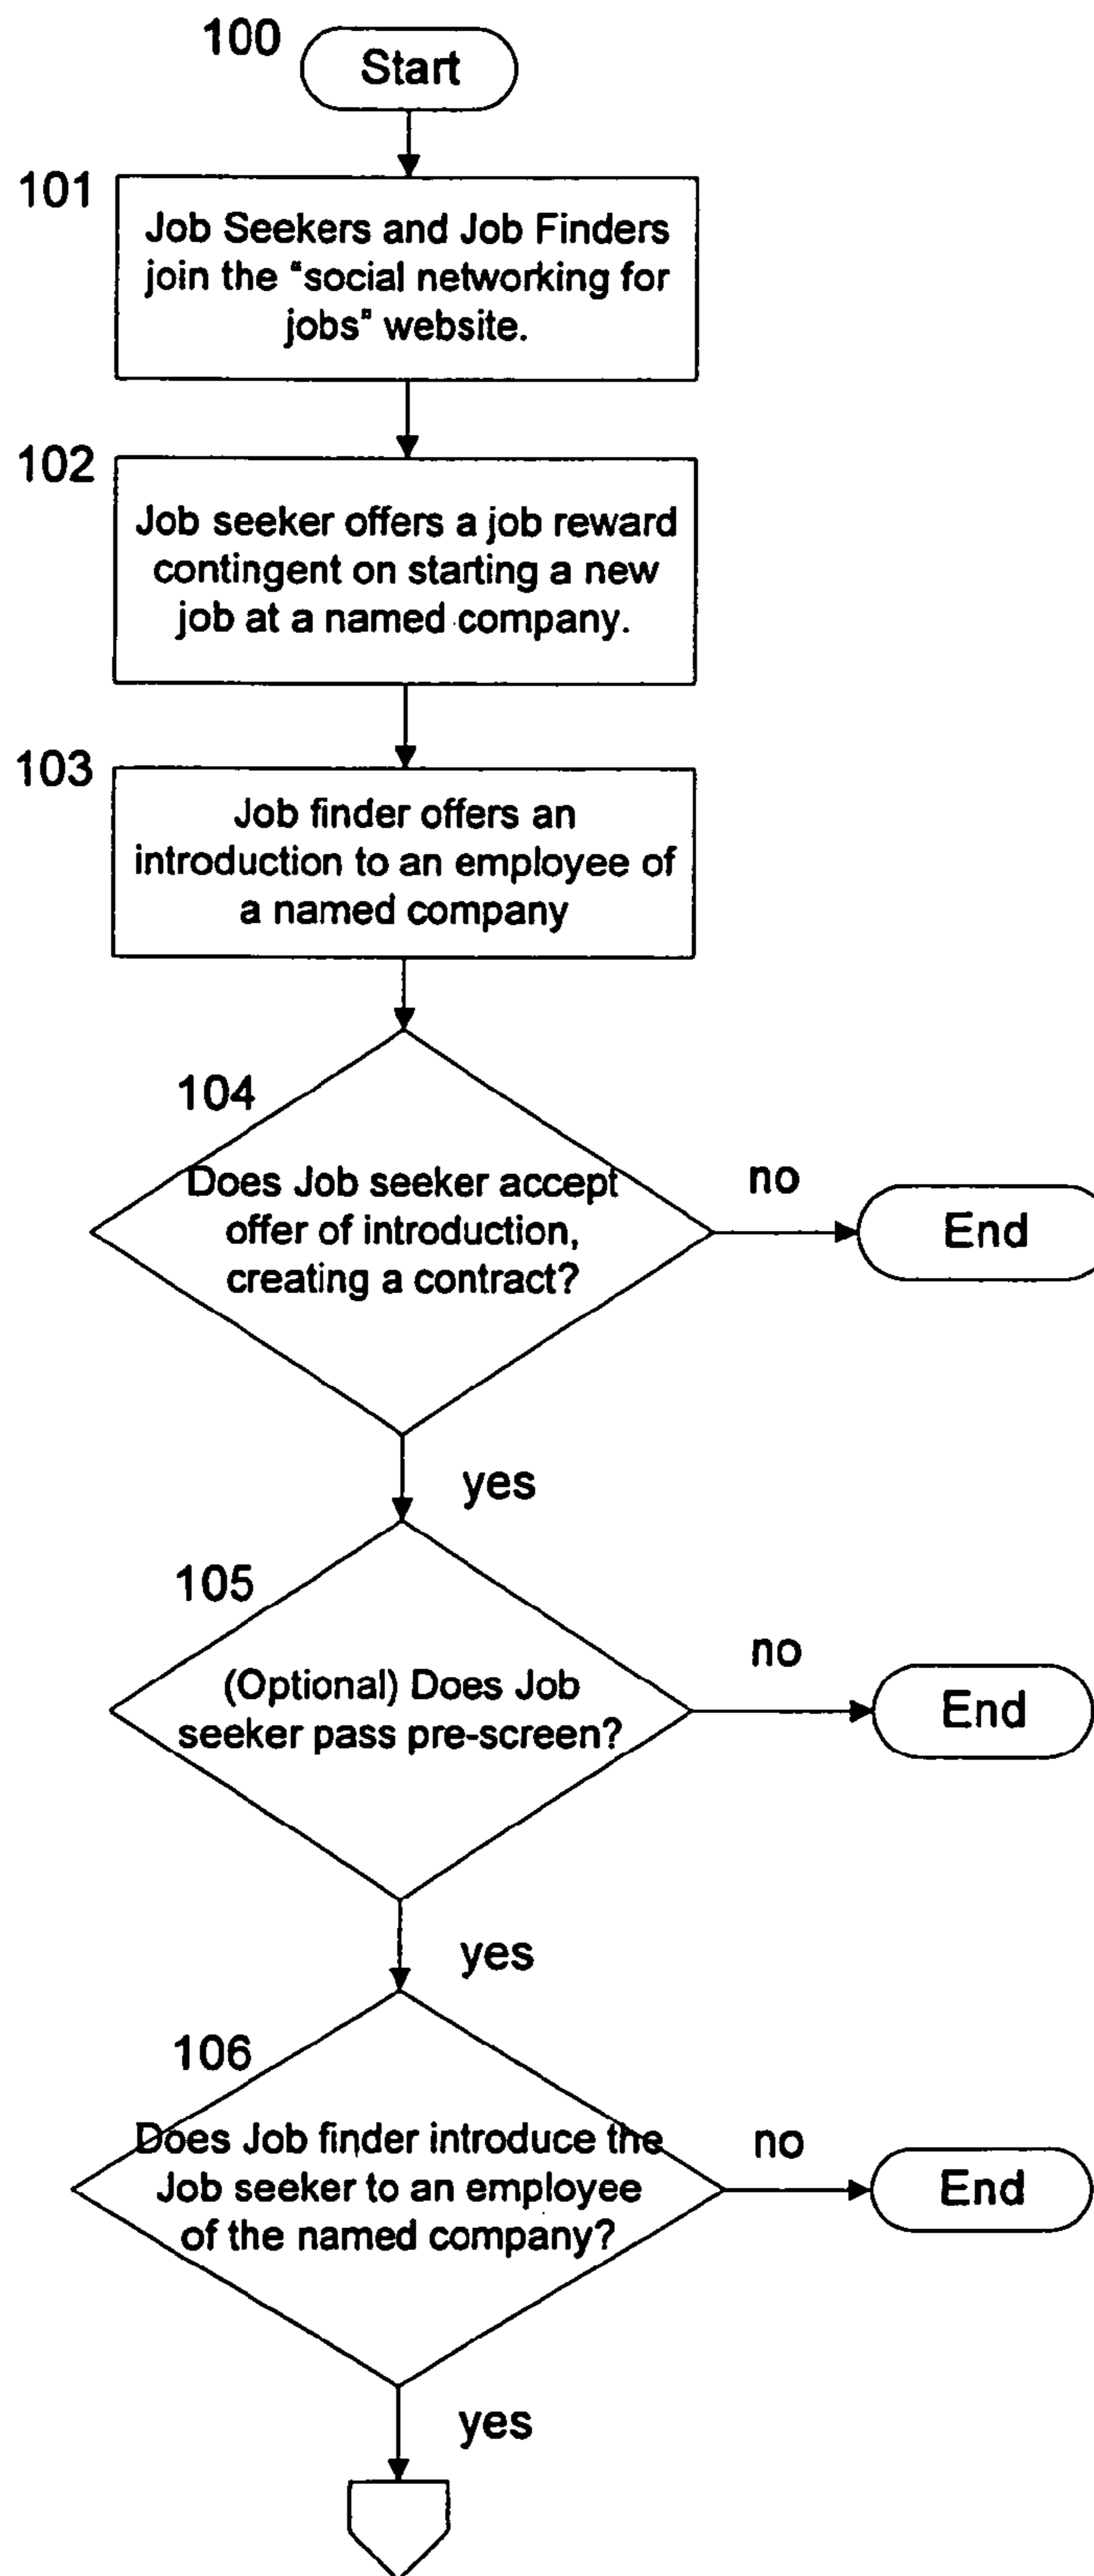 100
Start
101
Job Seekers and Job Finders
join the "social networking for
jobs" website.
102
Job seeker offers a job reward
contingent on starting a new
job at a named company.
103
Job finder offers an
introduction to an employee of
a named company
104
Does Job seeker accept
offer of introduction,
creating a contract?
no
End
yes
105
(Optional) Does Job
seeker pass pre-screen?
no
End
yes
106
Does Job finder introduce the
Job seeker to an employee
of the named company?
no
End
yes